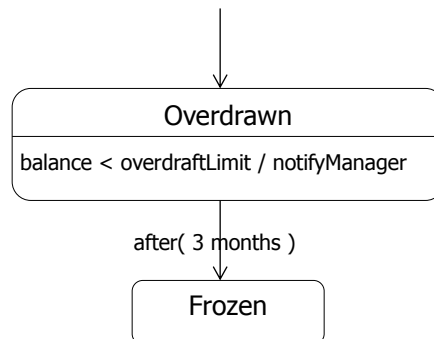 Overdrawn
balance < overdraftLimit / notifyManager
after( 3 months )
Frozen